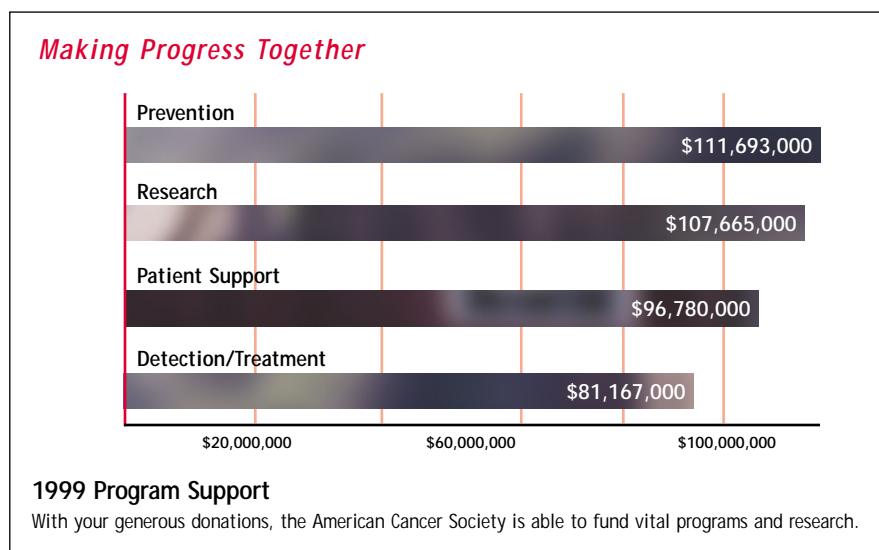 Making Progress Together
Prevention
$111,693,000
Research
$107,665,000
Patient Support
$96,780,000
Detection/Treatment
$81,167,000
$20,000,000 $60,000,000 $100,000,000
1999 Program Support
With your generous donations, the American Cancer Society is able to fund vital programs and research.